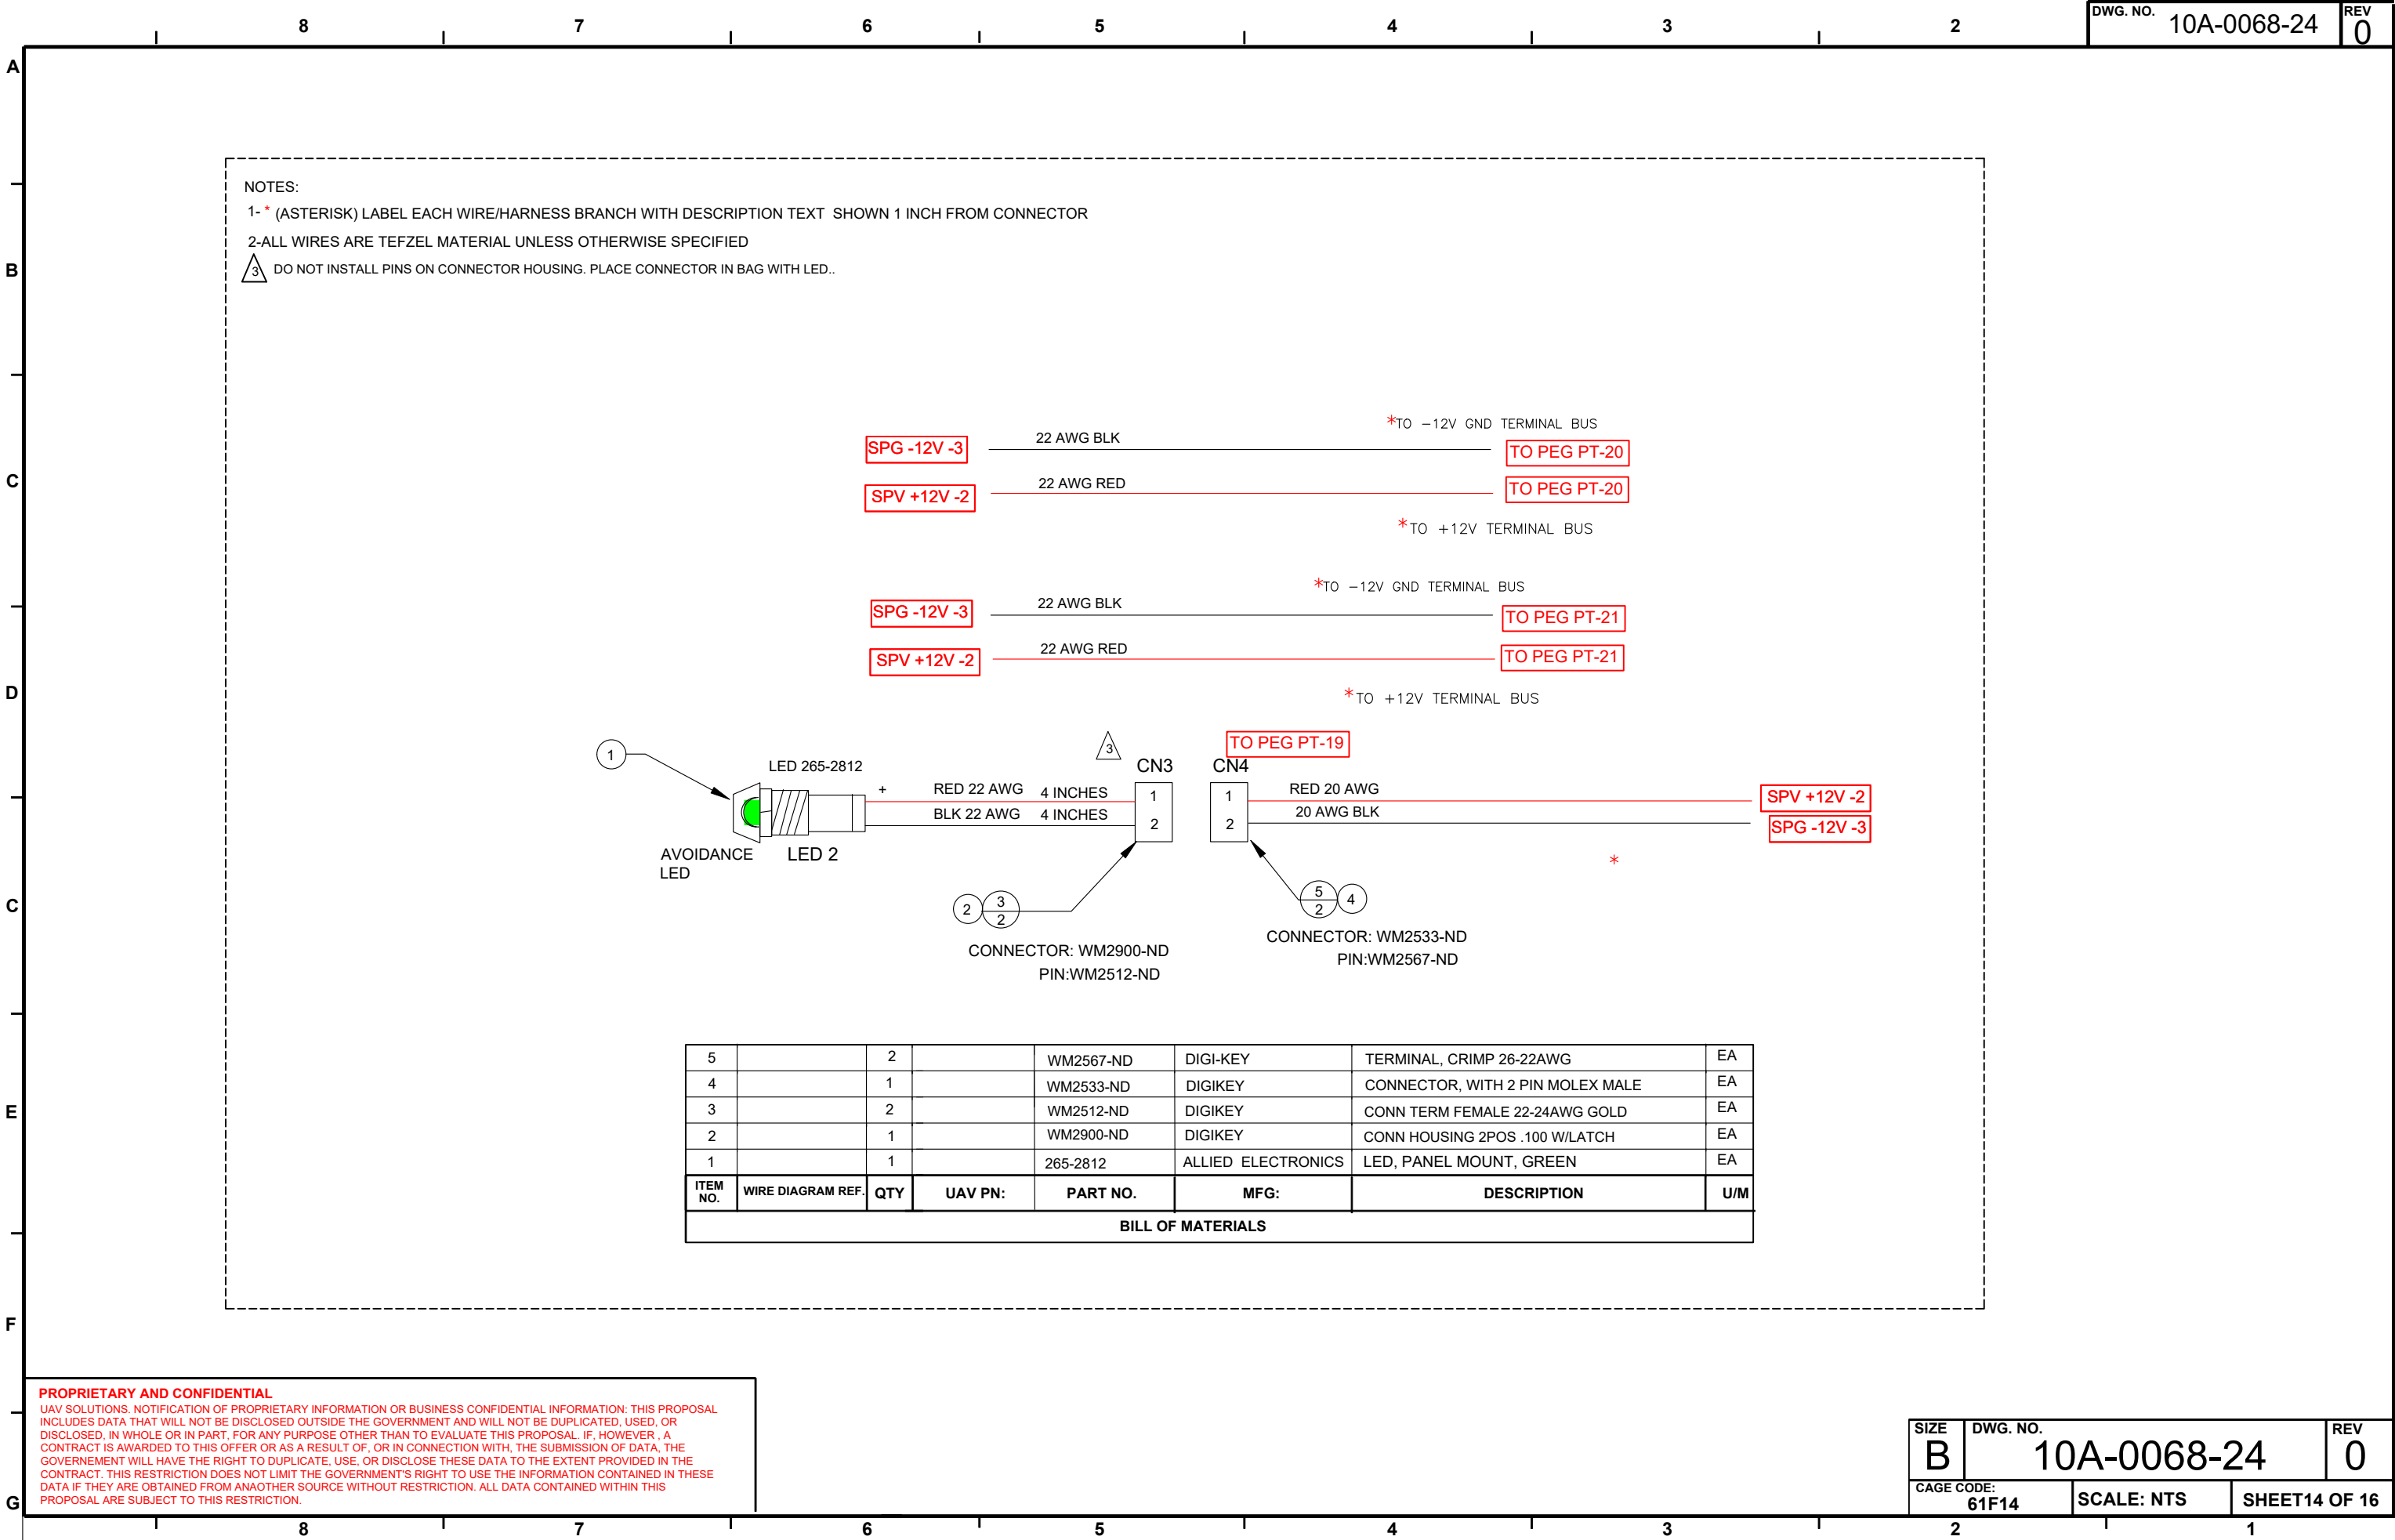 8 7 6 5 4 3 2
DWG. NO. 10A-0068-24 REV 0
A
B
C
D
C
E
F
G
NOTES:
1- * (ASTERISK) LABEL EACH WIRE/HARNESS BRANCH WITH DESCRIPTION TEXT SHOWN 1 INCH FROM CONNECTOR
2-ALL WIRES ARE TEFZEL MATERIAL UNLESS OTHERWISE SPECIFIED
3 DO NOT INSTALL PINS ON CONNECTOR HOUSING. PLACE CONNECTOR IN BAG WITH LED..
*TO -12V GND TERMINAL BUS
SPG -12V -3 22 AWG BLK TO PEG PT-20
SPV +12V -2 22 AWG RED TO PEG PT-20
*TO +12V TERMINAL BUS
*TO -12V GND TERMINAL BUS
SPG -12V -3 22 AWG BLK TO PEG PT-21
SPV +12V -2 22 AWG RED TO PEG PT-21
*TO +12V TERMINAL BUS
1
LED 265-2812
3
TO PEG PT-19
CN3 CN4
+ RED 22 AWG 4 INCHES 1 1 RED 20 AWG SPV +12V -2
BLK 22 AWG 4 INCHES 2 2 20 AWG BLK SPG -12V -3
AVOIDANCE
LED
LED 2
*
2 3
2
5 4
2
CONNECTOR: WM2900-ND
PIN:WM2512-ND
CONNECTOR: WM2533-ND
PIN:WM2567-ND
5 2 WM2567-ND DIGI-KEY TERMINAL, CRIMP 26-22AWG EA
4 1 WM2533-ND DIGIKEY CONNECTOR, WITH 2 PIN MOLEX MALE EA
3 2 WM2512-ND DIGIKEY CONN TERM FEMALE 22-24AWG GOLD EA
2 1 WM2900-ND DIGIKEY CONN HOUSING 2POS .100 W/LATCH EA
1 1 265-2812 ALLIED ELECTRONICS LED, PANEL MOUNT, GREEN EA
ITEM NO. WIRE DIAGRAM REF. QTY UAV PN: PART NO. MFG: DESCRIPTION U/M
BILL OF MATERIALS
PROPRIETARY AND CONFIDENTIAL
UAV SOLUTIONS. NOTIFICATION OF PROPRIETARY INFORMATION OR BUSINESS CONFIDENTIAL INFORMATION: THIS PROPOSAL
INCLUDES DATA THAT WILL NOT BE DISCLOSED OUTSIDE THE GOVERNMENT AND WILL NOT BE DUPLICATED, USED, OR
DISCLOSED, IN WHOLE OR IN PART, FOR ANY PURPOSE OTHER THAN TO EVALUATE THIS PROPOSAL. IF, HOWEVER , A
CONTRACT IS AWARDED TO THIS OFFER OR AS A RESULT OF, OR IN CONNECTION WITH, THE SUBMISSION OF DATA, THE
GOVERNEMENT WILL HAVE THE RIGHT TO DUPLICATE, USE, OR DISCLOSE THESE DATA TO THE EXTENT PROVIDED IN THE
CONTRACT. THIS RESTRICTION DOES NOT LIMIT THE GOVERNMENT'S RIGHT TO USE THE INFORMATION CONTAINED IN THESE
DATA IF THEY ARE OBTAINED FROM ANAOTHER SOURCE WITHOUT RESTRICTION. ALL DATA CONTAINED WITHIN THIS
PROPOSAL ARE SUBJECT TO THIS RESTRICTION.
SIZE B DWG. NO. 10A-0068-24 REV 0
CAGE CODE: 61F14 SCALE: NTS SHEET14 OF 16
8 7 6 5 4 3 2 1